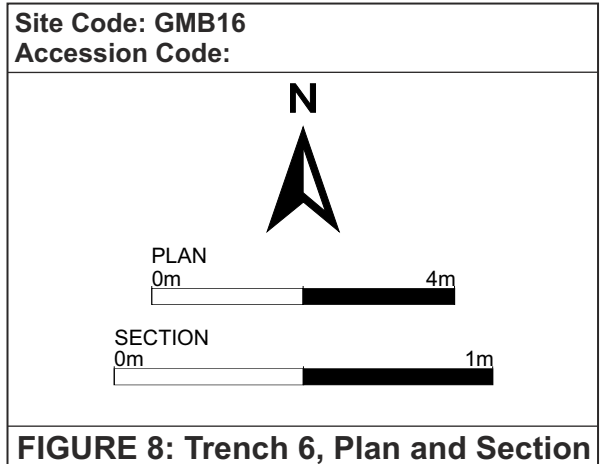 Site Code: GMB16
Accession Code:
N
PLAN
0m 4m
SECTION
0m 1m
FIGURE 8: Trench 6, Plan and Section